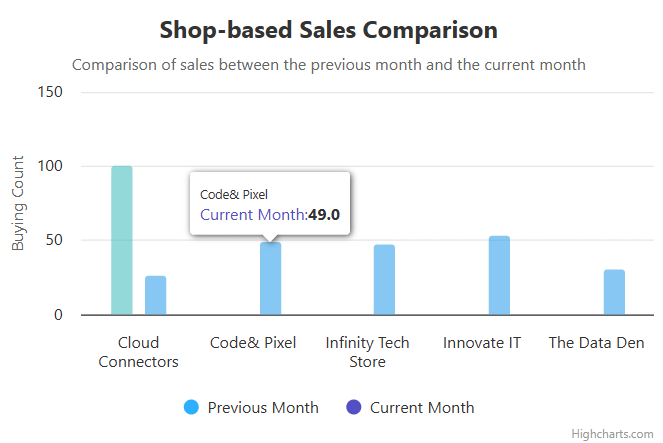 Shop-based Sales Comparison
Comparison of sales between the previous month and the current month
Buying Count
150
100
50
0
Code& Pixel
Current Month:49.0
Cloud Connectors
Code& Pixel
Infinity Tech Store
Innovate IT
The Data Den
Previous Month
Current Month
Highcharts.com